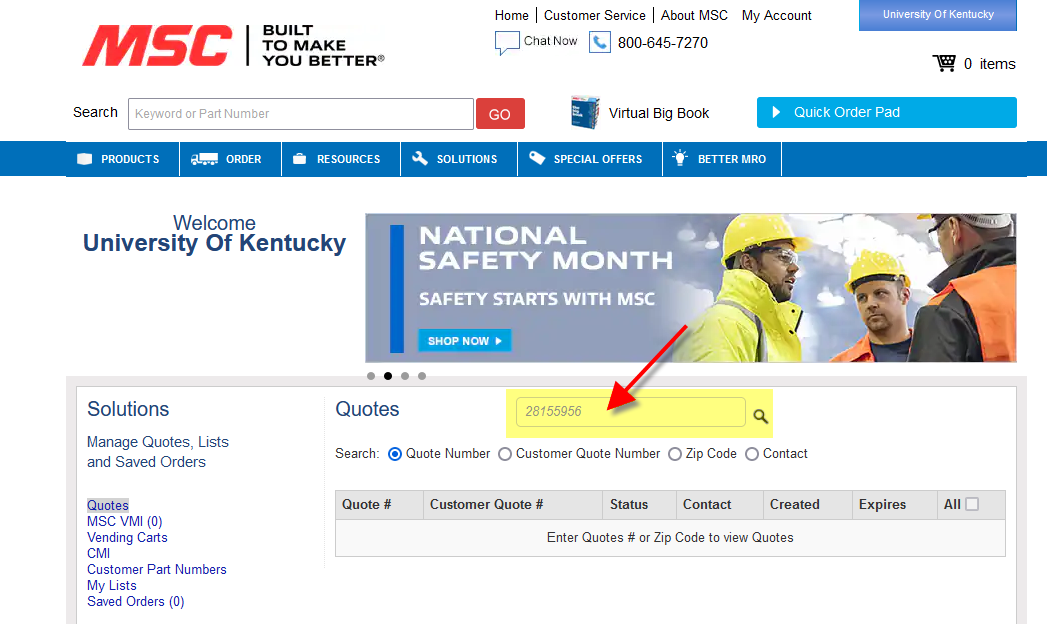 Home | Customer Service | About MSC My Account
University Of Kentucky
MSC | BUILT
TO MAKE
YOU BETTER®
Chat Now 800-645-7270
0 items
Search Keyword or Part Number GO
Virtual Big Book
Quick Order Pad
PRODUCTS ORDER RESOURCES SOLUTIONS SPECIAL OFFERS BETTER MRO
Welcome
University Of Kentucky
NATIONAL
SAFETY MONTH
SAFETY STARTS WITH MSC
SHOP NOW
Solutions
Manage Quotes, Lists
and Saved Orders
Quotes
MSC VMI (0)
Vending Carts
CMI
Customer Part Numbers
My Lists
Saved Orders (0)
Quotes 28155956
Search: Quote Number Customer Quote Number Zip Code Contact
Quote # Customer Quote # Status Contact Created Expires All
Enter Quotes # or Zip Code to view Quotes